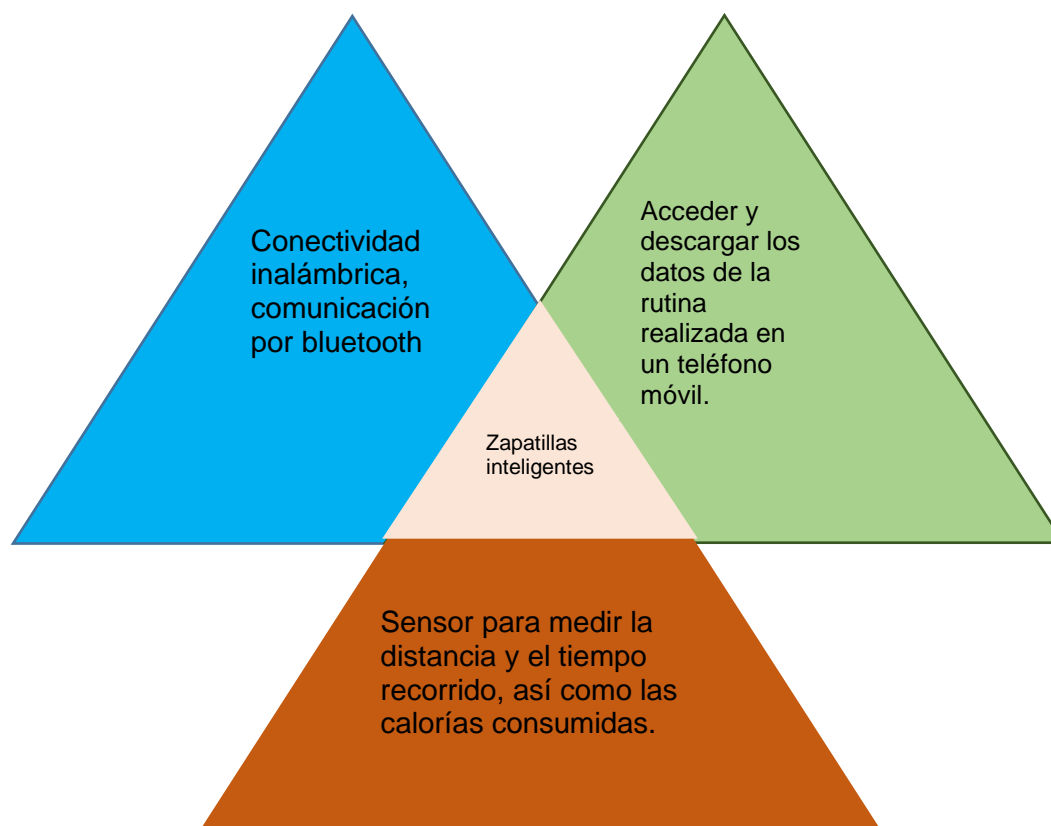 Conectividad
inalámbrica,
comunicación
por bluetooth
Acceder y
descargar los
datos de la
rutina
realizada en
un teléfono
móvil.
Zapatillas
inteligentes
Sensor para medir la
distancia y el tiempo
recorrido, así como las
calorías consumidas.